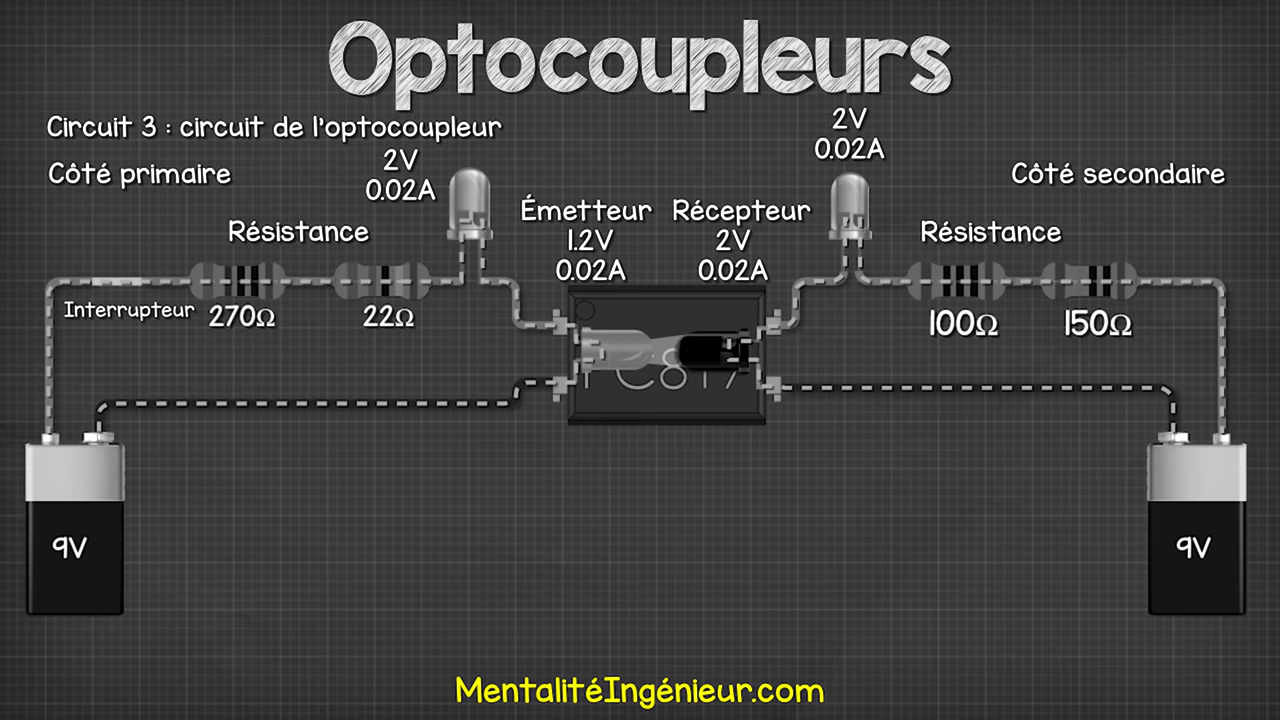 Optocoupleurs
Circuit 3 : circuit de l'optocoupleur
Côté primaire
2V
0.02A
2V
0.02A
Côté secondaire
Résistance
Émetteur
1.2V
0.02A
Récepteur
2V
0.02A
Résistance
Interrupteur
270Ω
22Ω
100Ω
150Ω
9V
9V
MentalitéIngénieur.com